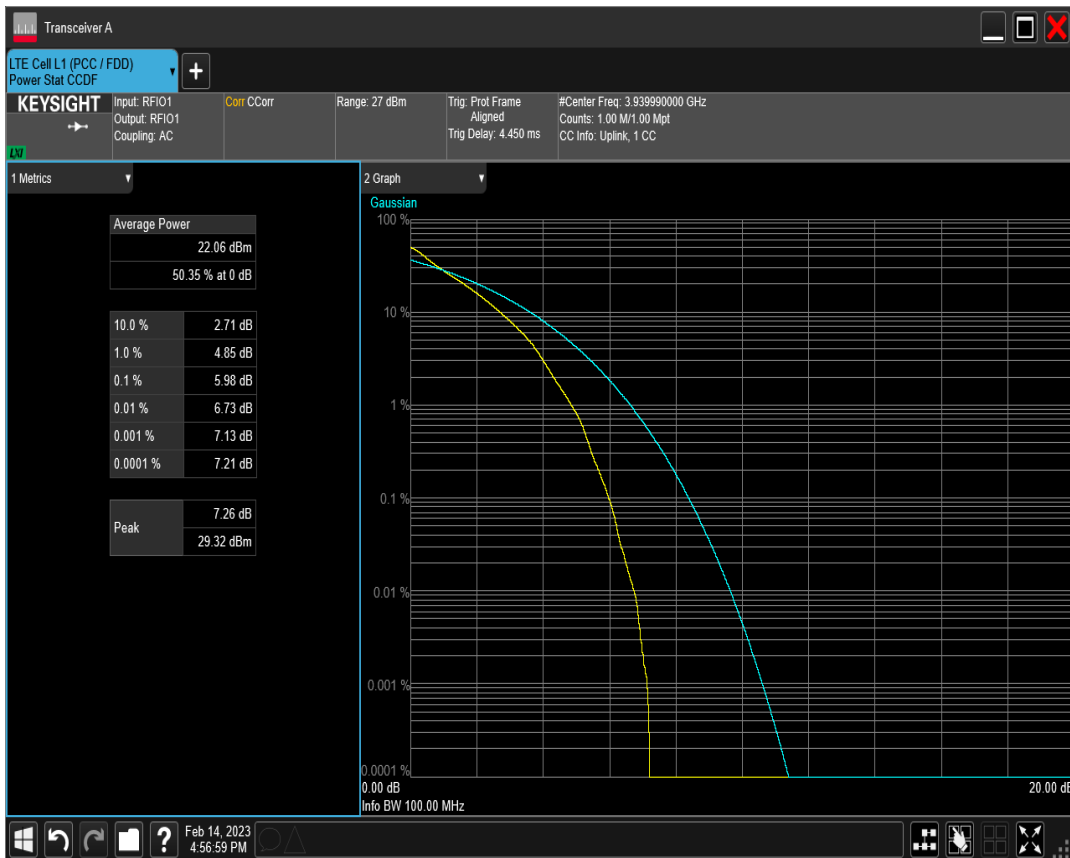 Transceiver A
LTE Cell L1 (PCC / FDD)
Power Stat CCDF
KEYSIGHT
LXI
Input: RFIO1
Output: RFIO1
Coupling: AC
Corr CCorr
Range: 27 dBm
Trig: Prot Frame
Aligned
Trig Delay: 4.450 ms
#Center Freq: 3.939990000 GHz
Counts: 1.00 M/1.00 Mpt
CC Info: Uplink, 1 CC
1 Metrics
Average Power
22.06 dBm
50.35 % at 0 dB
10.0 % 2.71 dB
1.0 % 4.85 dB
0.1 % 5.98 dB
0.01 % 6.73 dB
0.001 % 7.13 dB
0.0001 % 7.21 dB
Peak
7.26 dB
29.32 dBm
2 Graph
Gaussian
100 %
10 %
1 %
0.1 %
0.01 %
0.001 %
0.0001 %
0.00 dB
20.00 dB
Info BW 100.00 MHz
?
Feb 14, 2023
4:56:59 PM